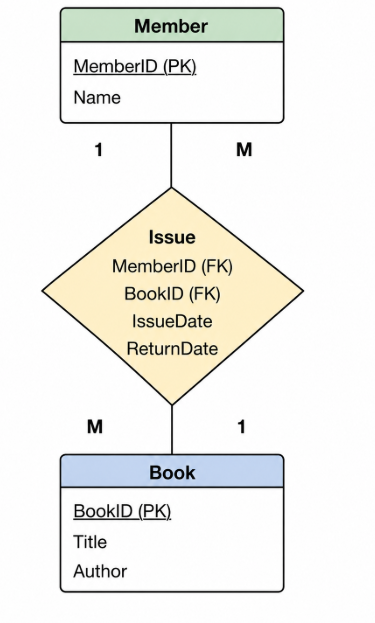 Member
MemberID (PK)
Name
1 M
Issue
MemberID (FK)
BookID (FK)
IssueDate
ReturnDate
M 1
Book
BookID (PK)
Title
Author